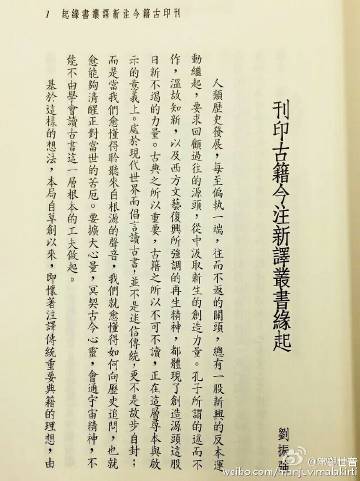 刊印古籍今注新譯叢書緣起 1
刊印古籍今注新譯叢書緣起
劉振強
人類歷史發展，每至偏執一端，往而不返的關頭，總有一股新興的反本運
動繼起，要求回顧過往的源頭，從中汲取新生的創造力量。孔子所謂的述而不
作，溫故知新，以及西方文藝復興所強調的再生精神，都體現了創造源頭這股
日新不竭的力量。古典之所以重要，古籍之所以不可不讀，正在這層尋本與啟
示的意義上。處於現代世界而倡言讀古書，並不是迷信傳統，更不是故步自封；
而是當我們愈懂得聆聽來自根源的聲音，我們就愈懂得如何向歷史追問，也就
愈能夠清醒正對當世的苦厄。要擴大心量，冥契古今心靈，會通宇宙精神，不
能不由學會讀古書這一層根本的工夫做起。
基於這樣的想法，本局自草創以來，即懷著注譯傳統重要典籍的理想，由
weibo.com/nanjuvimalakirti